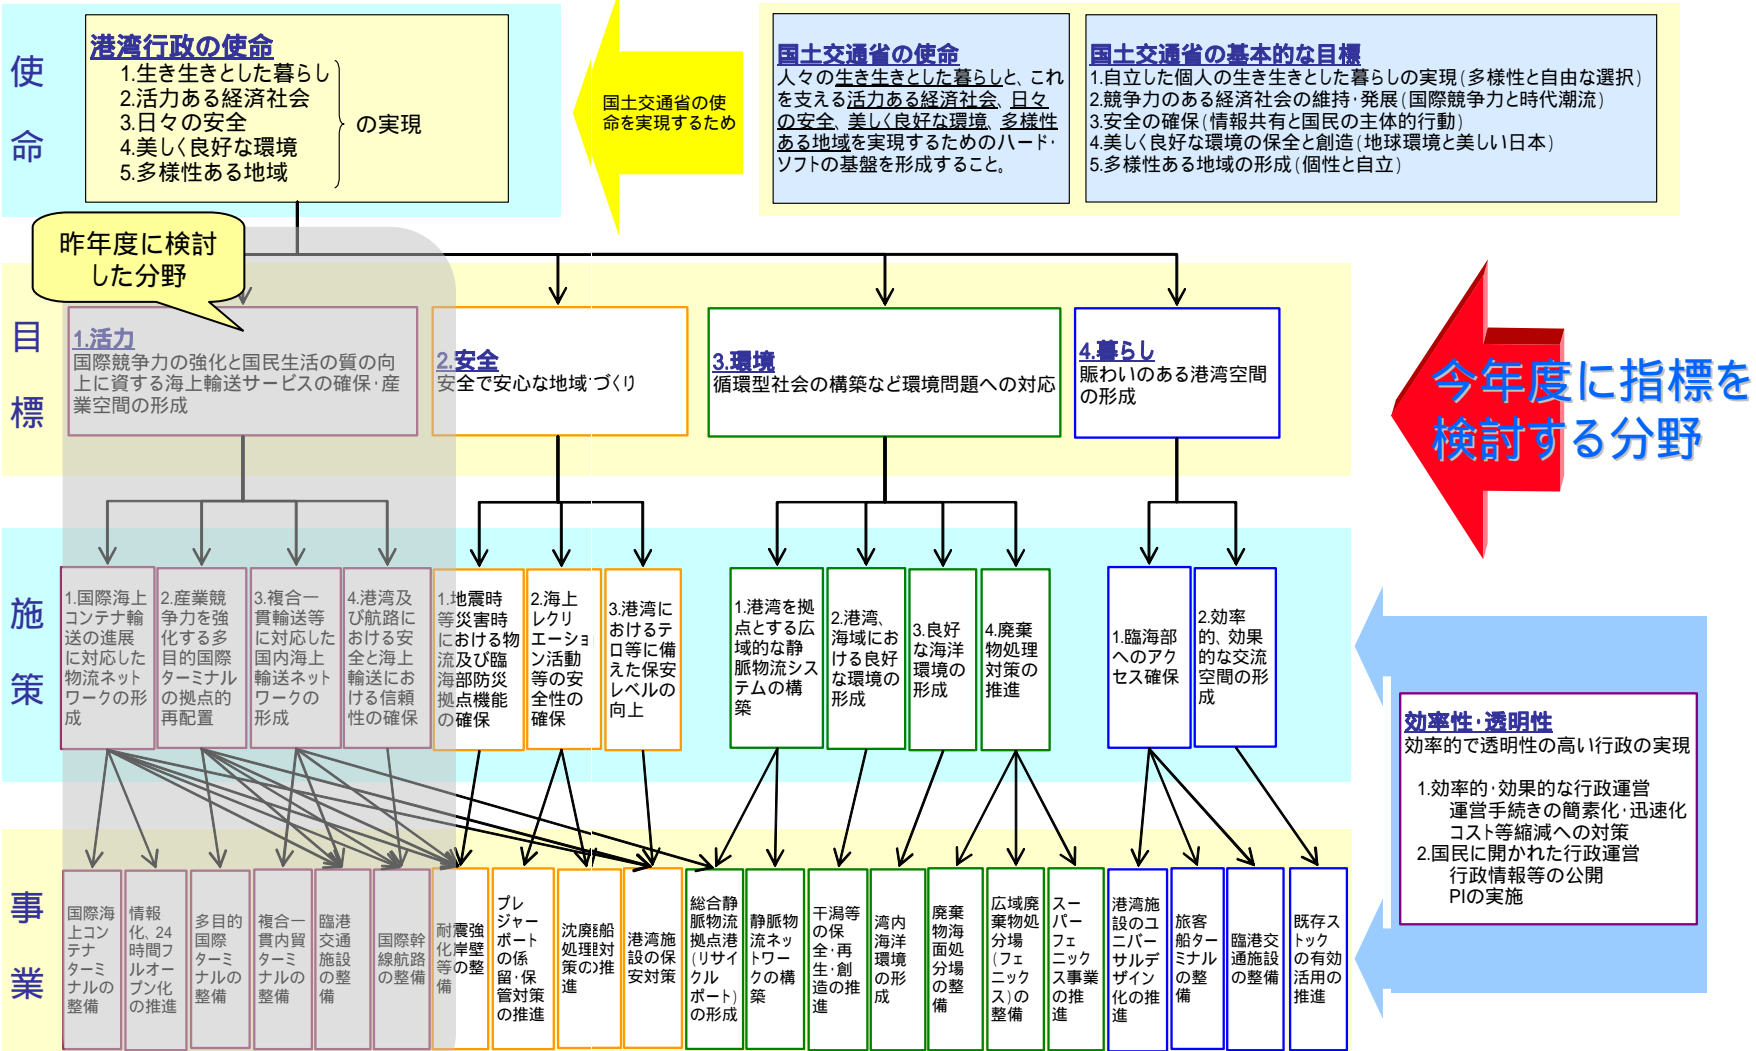 使
命
港湾行政の使命
1.生き生きとした暮らし
2.活力ある経済社会
3.日々の安全
4.美しく良好な環境
5.多様性ある地域
の実現
国土交通省の使
命を実現するため
国土交通省の使命
人々の生き生きとした暮らしと、これ
を支える活力ある経済社会、日々
の安全、美しく良好な環境、多様性
ある地域を実現するためのハード・
ソフトの基盤を形成すること。
国土交通省の基本的な目標
1.自立した個人の生き生きとした暮らしの実現(多様性と自由な選択)
2.競争力のある経済社会の維持・発展(国際競争力と時代潮流)
3.安全の確保(情報共有と国民の主体的行動)
4.美しく良好な環境の保全と創造(地球環境と美しい日本)
5.多様性ある地域の形成(個性と自立)
昨年度に検討
した分野
目
標
1.活力
国際競争力の強化と国民生活の質の向
上に資する海上輸送サービスの確保・産
業空間の形成
2.安全
安全で安心な地域づくり
3.環境
循環型社会の構築など環境問題への対応
4.暮らし
賑わいのある港湾空間
の形成
今年度に指標を
検討する分野
施
策
1.国際海上
コンテナ輸
送の進展
に対応した
物流ネット
ワークの形
成
2.産業競
争力を強
化する多
目的国際
ターミナル
の拠点的
再配置
3.複合一
貫輸送等
に対応した
国内海上
輸送ネット
ワークの
形成
4.港湾及
び航路に
おける安
全と海上
輸送にお
ける信頼
性の確保
1.地震時
等災害時
における物
流及び臨
海部防災
拠点機能
の確保
2.海上
レクリ
エーショ
ン活動
等の安
全性の
確保
3.港湾に
おけるテ
ロ等に備
えた保安
レベルの
向上
1.港湾を拠
点とする広
域的な静
脈物流シス
テムの構
築
2.港湾、
海域にお
ける良好
な環境の
形成
3.良好
な海洋
環境の
形成
4.廃棄
物処理
対策の
推進
1.臨海部
へのアク
セス確保
2.効率
的、効果
的な交流
空間の形
成
効率性・透明性
効率的で透明性の高い行政の実現
1.効率的・効果的な行政運営
運営手続きの簡素化・迅速化
コスト等縮減への対策
2.国民に開かれた行政運営
行政情報等の公開
PIの実施
事
業
国際海
上コン
テナ
ターミ
ナルの
整備
情報
化、24
時間フ
ルオー
プン化
の推進
多目的
国際
ターミ
ナルの
整備
複合一
貫内貿
ターミ
ナルの
整備
臨港
交通
施設
の整
備
国際幹
線航路
の整備
耐震強
化岸壁
等の整
備
プレ
ジャー
ボート
の係
留・保
管対策
の推進
沈廃船
処理対
策の推
進
港湾施
設の保
安対策
総合静
脈物流
拠点港
(リサイ
クル
ポート)
の形成
静脈物
流ネッ
トワー
クの構
築
干潟等
の保
全・再
生・創
造の推
進
湾内
海洋
環境
の形
成
廃棄
物海
面処
分場
の整
備
広域廃
棄物処
分場
(フェ
ニック
ス)の
整備
スー
パー
フェ
ニック
ス事業
の推
進
港湾施
設のユ
ニバー
サルデ
ザイン
化の推
進
旅客
船ター
ミナル
の整
備
臨港交
通施設
の整備
既存ス
トック
の有効
活用の
推進